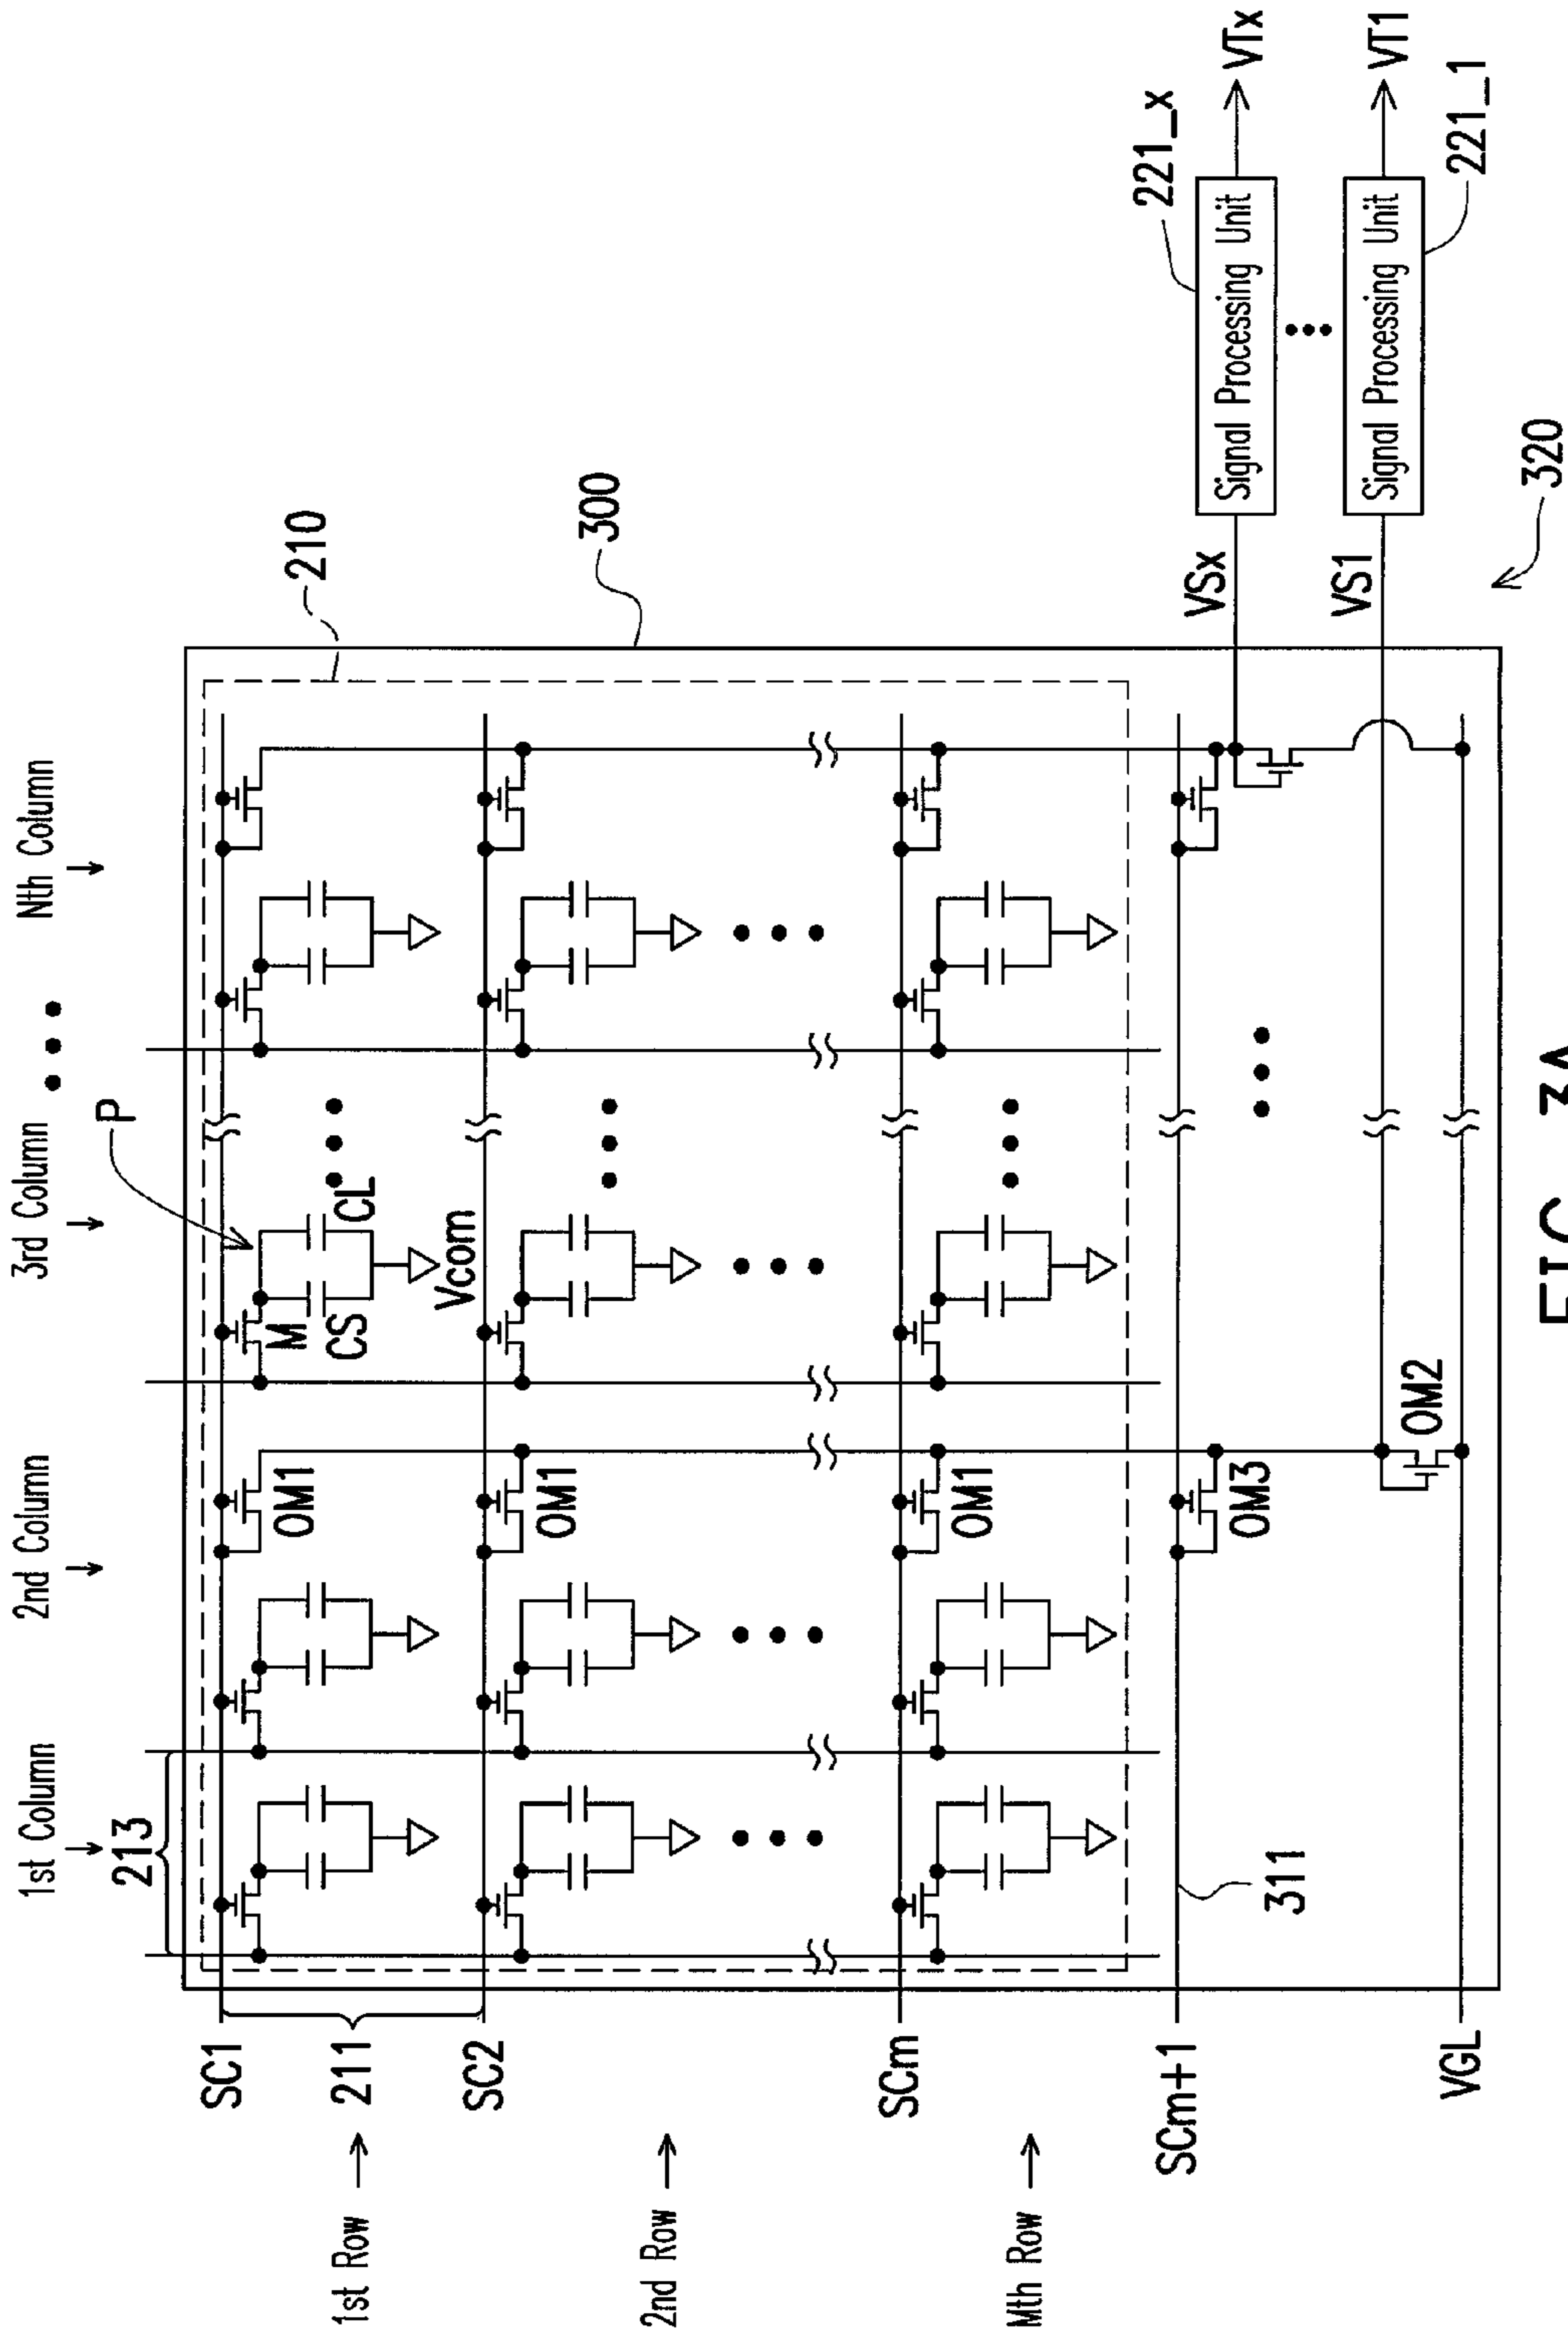 1st Column
2nd Column
3rd Column
Nth Column
213
P
210
300
SC1
OM1
M
CS
CL
1st Row
211
Vcom
SC2
OM1
2nd Row
SCm
OM1
Mth Row
SCm+1
OM3
311
VSx
Signal Processing Unit
221_x
VTx
VS1
Signal Processing Unit
221_1
VT1
OM2
VGL
320
FIG. 3A